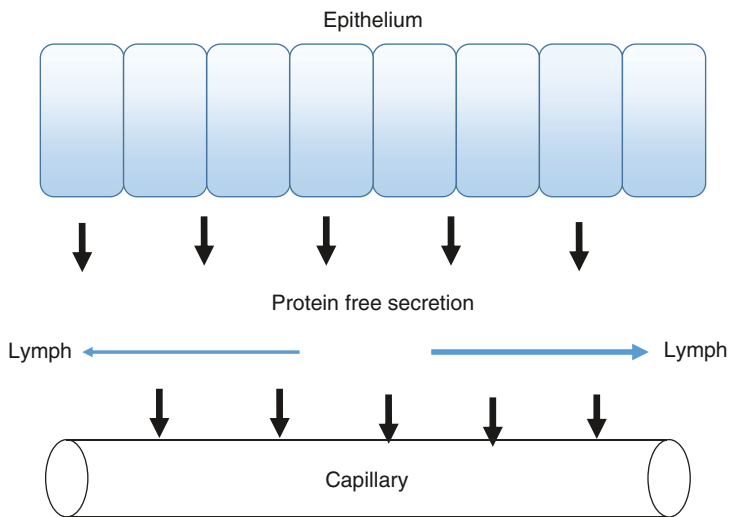 Epithelium
Protein free secretion
Lymph
Lymph
Capillary